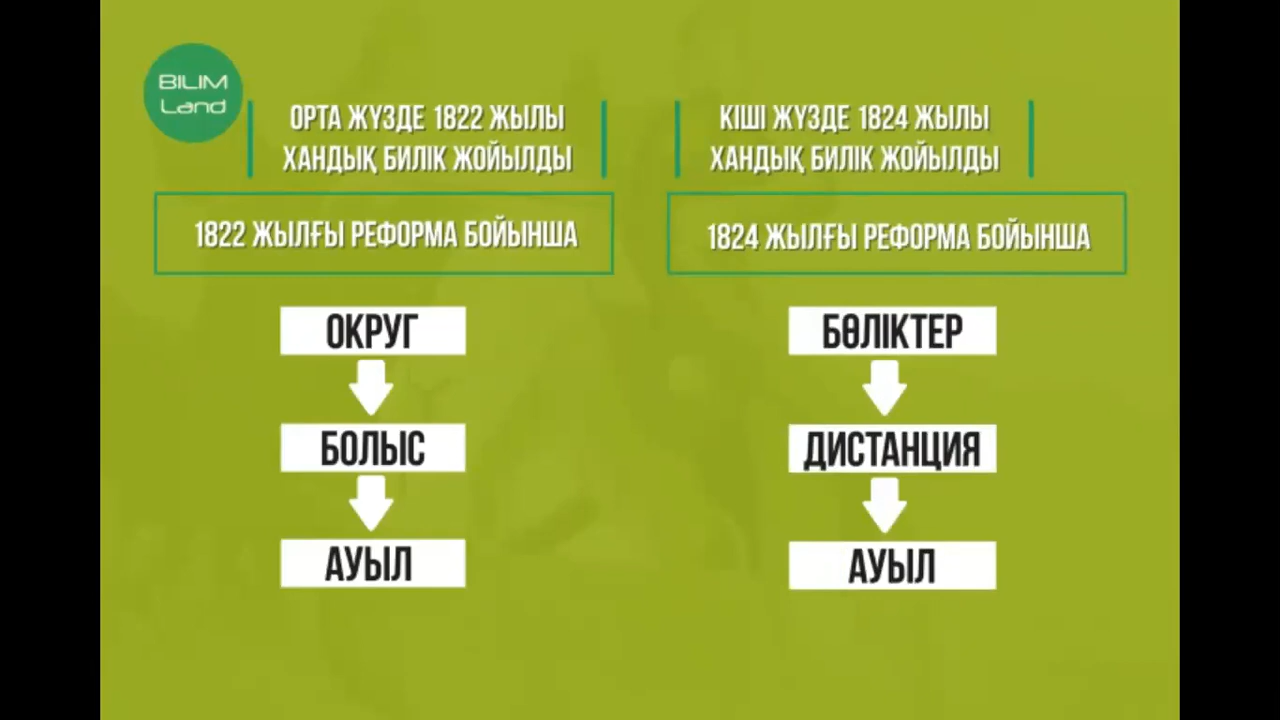 BILIM
Land
ОРТА ЖҮЗДЕ 1822 ЖЫЛЫ
ХАНДЫҚ БИЛІК ЖОЙЫЛДЫ
1822 ЖЫЛҒЫ РЕФОРМА БОЙЫНША
ОКРУГ
БОЛЫС
АУЫЛ
КІШІ ЖҮЗДЕ 1824 ЖЫЛЫ
ХАНДЫҚ БИЛІК ЖОЙЫЛДЫ
1824 ЖЫЛҒЫ РЕФОРМА БОЙЫНША
БӨЛІКТЕР
ДИСТАНЦИЯ
АУЫЛ